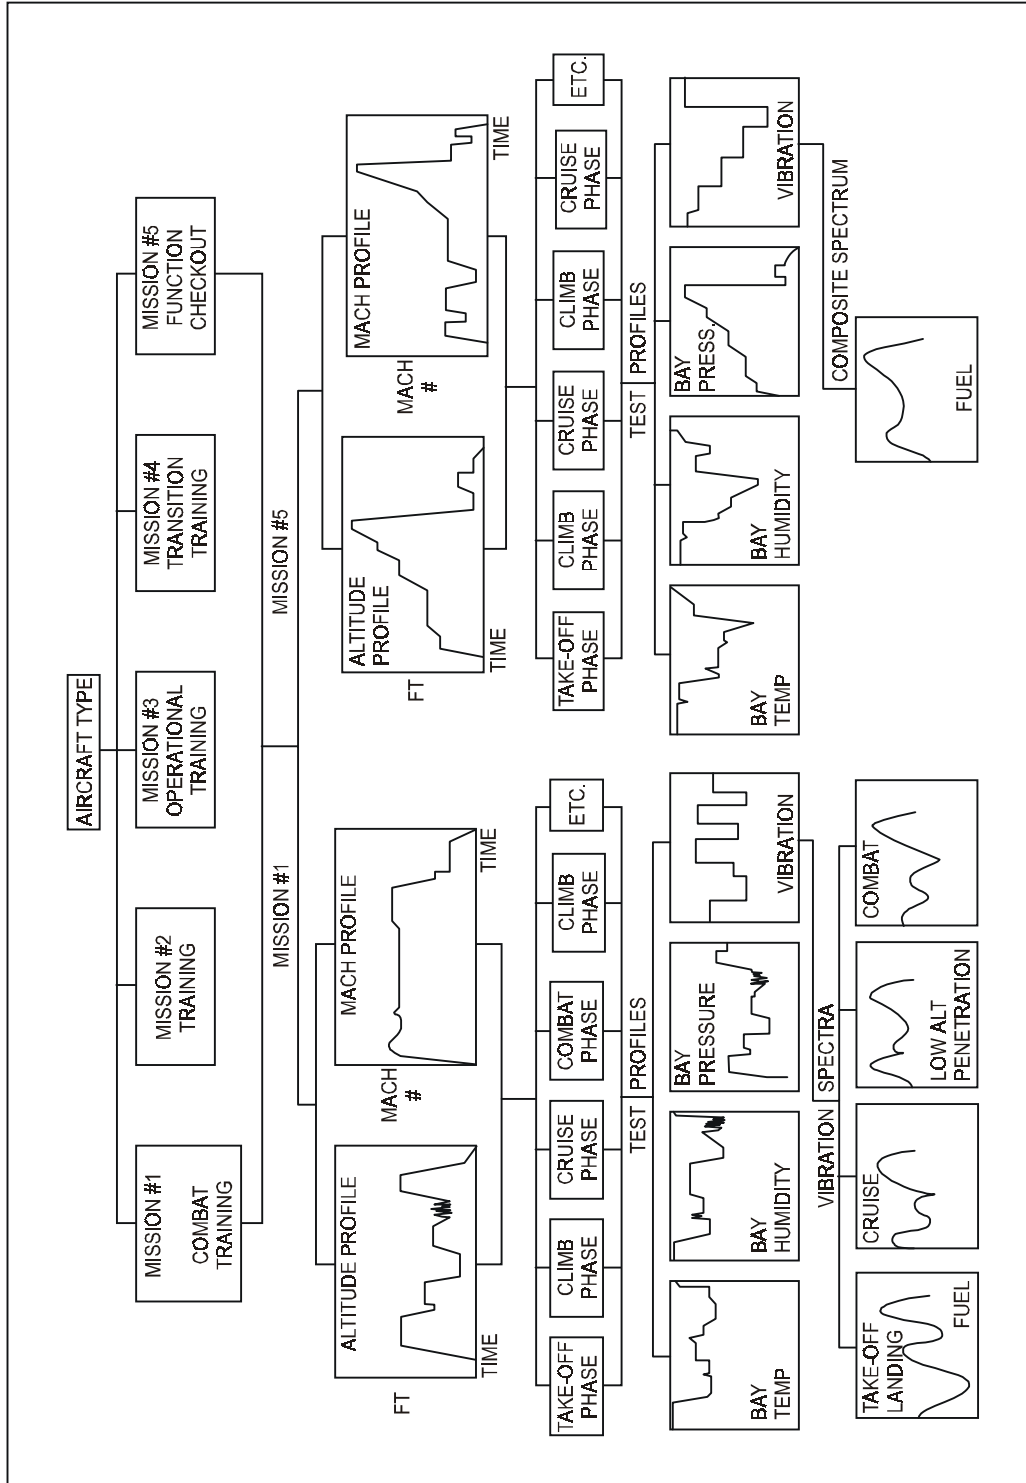 AIRCRAFT TYPE
MISSION #1
COMBAT
TRAINING
MISSION #2
TRAINING
MISSION #3
OPERATIONAL
TRAINING
MISSION #4
TRANSITION
TRAINING
MISSION #5
FUNCTION
CHECKOUT
MISSION #1
MISSION #5
ALTITUDE PROFILE
FT
TIME
MACH PROFILE
MACH
#
TIME
ALTITUDE
PROFILE
FT
TIME
MACH PROFILE
MACH
#
TIME
TAKE-OFF
PHASE
CLIMB
PHASE
CRUISE
PHASE
COMBAT
PHASE
CLIMB
PHASE
ETC.
TAKE-OFF
PHASE
CLIMB
PHASE
CRUISE
PHASE
CLIMB
PHASE
CRUISE
PHASE
ETC.
TEST PROFILES
TEST PROFILES
BAY
TEMP
BAY
HUMIDITY
BAY
PRESSURE
VIBRATION
BAY
TEMP
BAY
HUMIDITY
BAY
PRESS.
VIBRATION
VIBRATION SPECTRA
COMPOSITE SPECTRUM
TAKE-OFF
LANDING
FUEL
CRUISE
LOW ALT
PENETRATION
COMBAT
FUEL